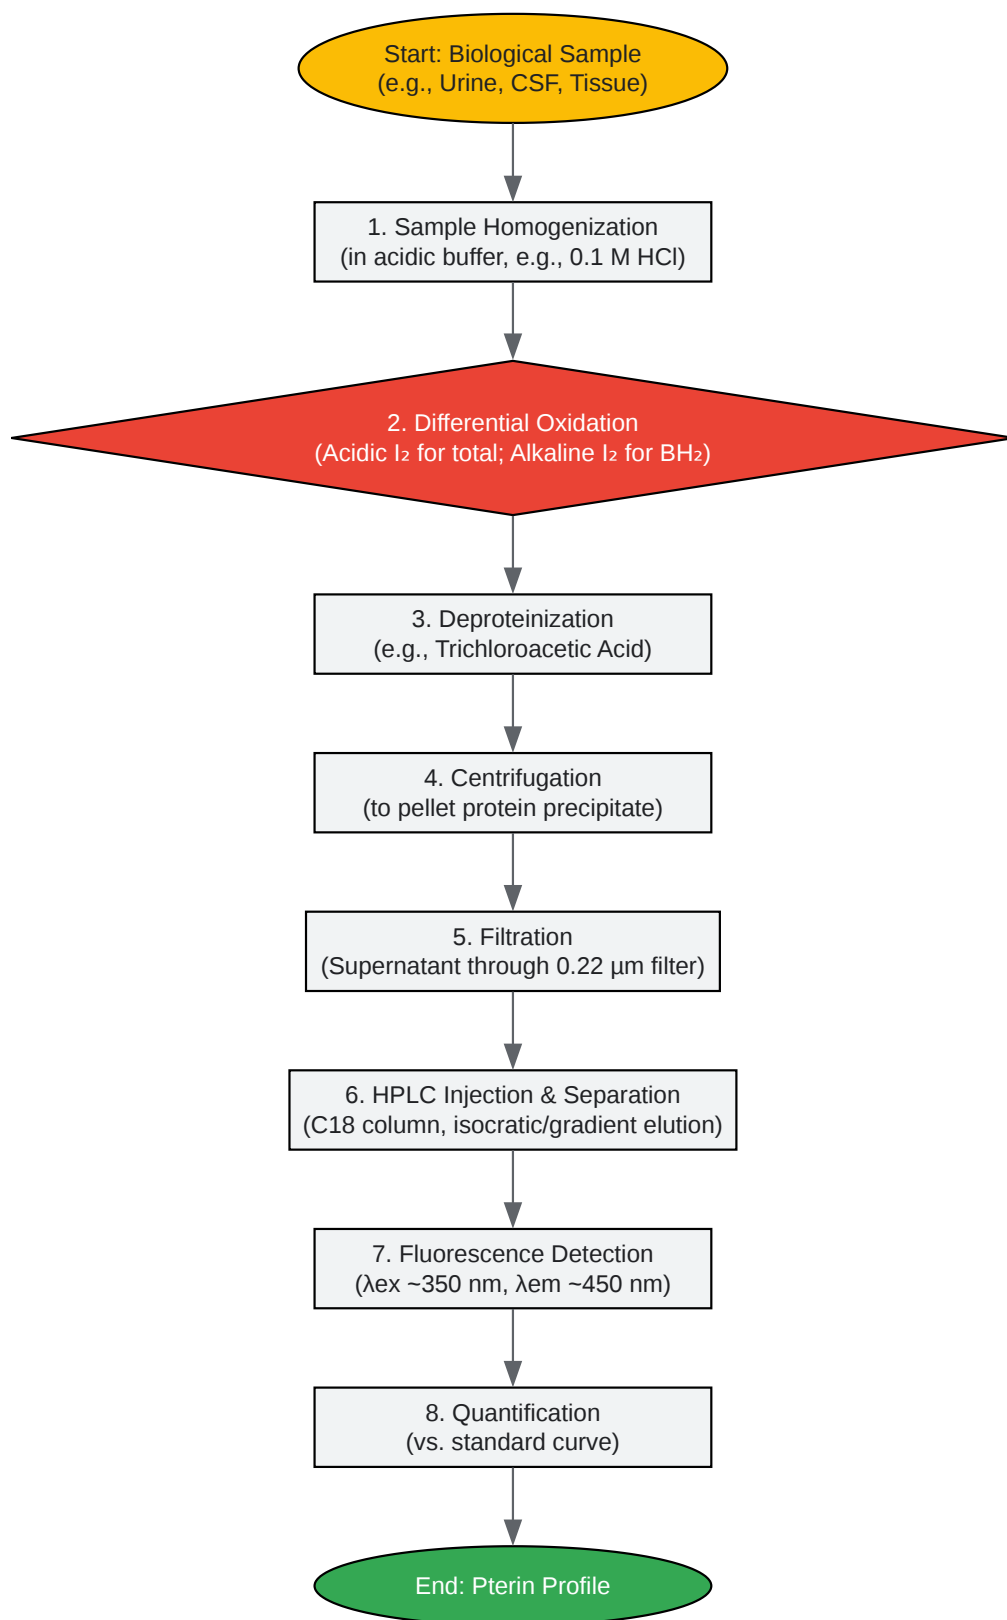 Start: Biological Sample
(e.g., Urine, CSF, Tissue)
1. Sample Homogenization
(in acidic buffer, e.g., 0.1 M HCl)
2. Differential Oxidation
(Acidic I₂ for total; Alkaline I₂ for BH₂)
3. Deproteinization
(e.g., Trichloroacetic Acid)
4. Centrifugation
(to pellet protein precipitate)
5. Filtration
(Supernatant through 0.22 µm filter)
6. HPLC Injection & Separation
(C18 column, isocratic/gradient elution)
7. Fluorescence Detection
(λex ~350 nm, λem ~450 nm)
8. Quantification
(vs. standard curve)
End: Pterin Profile